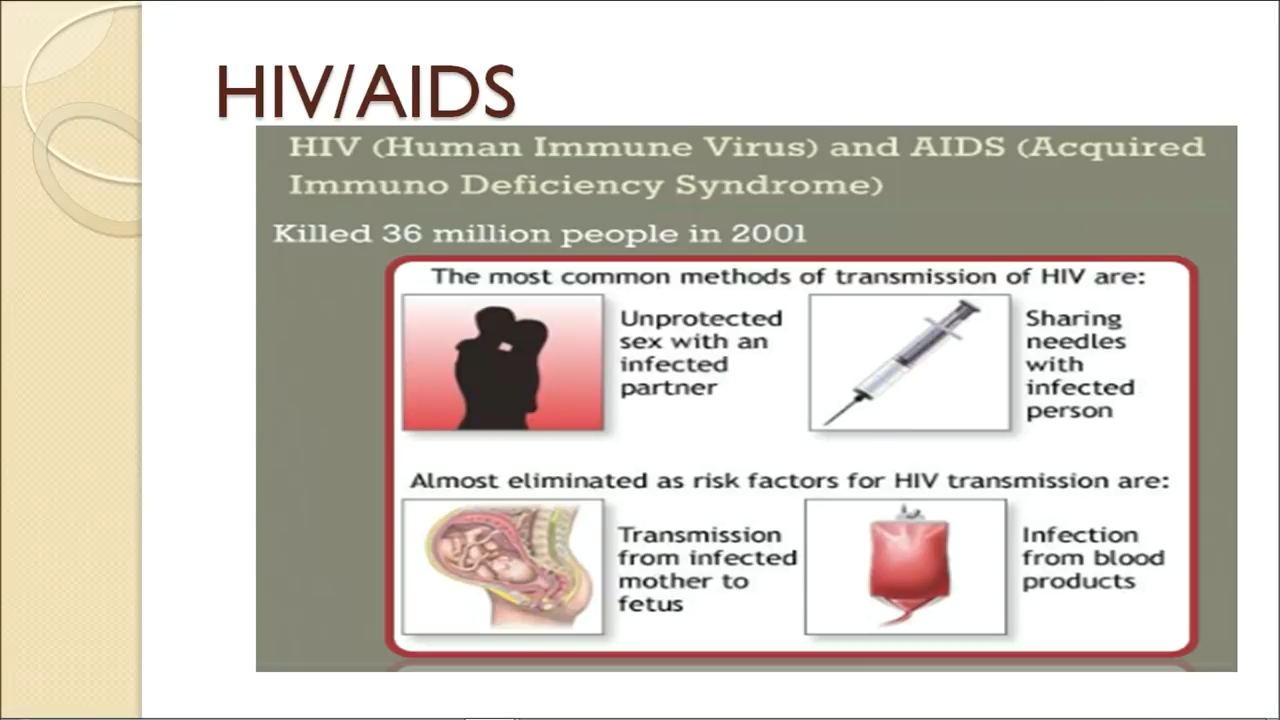 HIV/AIDS
HIV (Human Immune Virus) and AIDS (Acquired
Immuno Deficiency Syndrome)
Killed 36 million people in 2001
The most common methods of transmission of HIV are:
Unprotected
sex with an
infected
partner
Sharing
needles
with
infected
person
Almost eliminated as risk factors for HIV transmission are:
Transmission
from infected
mother to
fetus
Infection
from blood
products